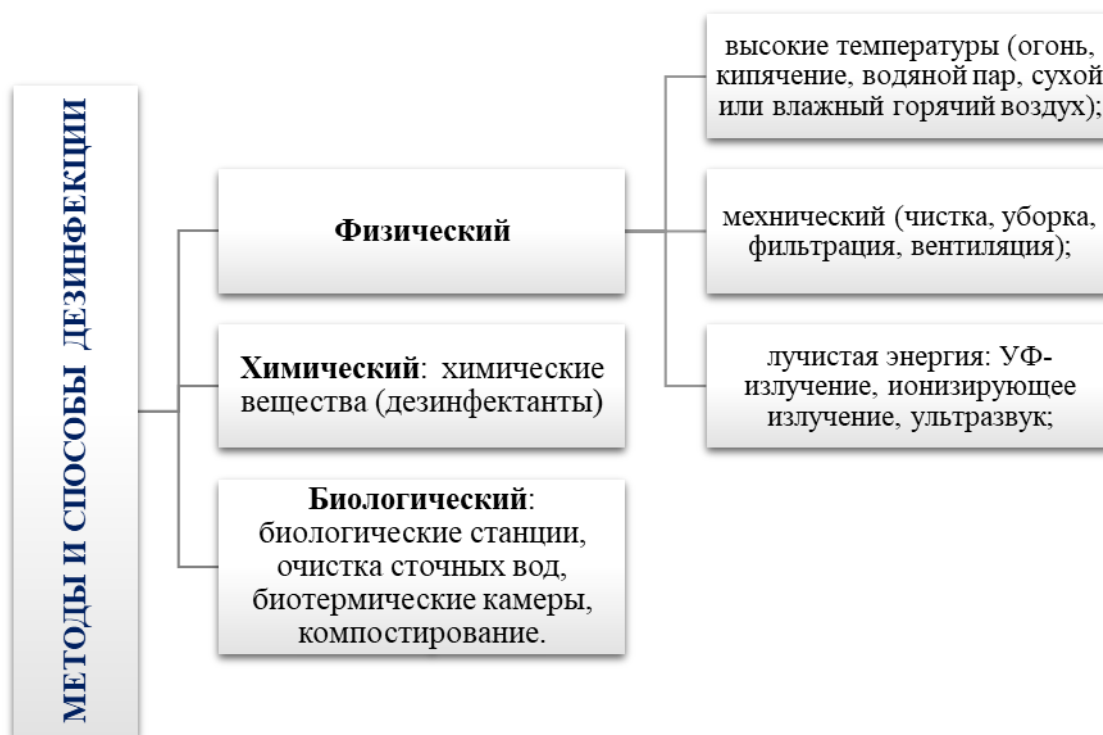 МЕТОДЫ И СПОСОБЫ ДЕЗИНФЕКЦИИ
Физический
Химический: химические
вещества (дезинфектанты)
Биологический:
биологические станции,
очистка сточных вод,
биотермические камеры,
компостирование.
высокие температуры (огонь,
кипячение, водяной пар, сухой
или влажный горячий воздух);
мехнический (чистка, уборка,
фильтрация, вентиляция);
лучистая энергия: УФ-
излучение, ионизирующее
излучение, ультразвук;